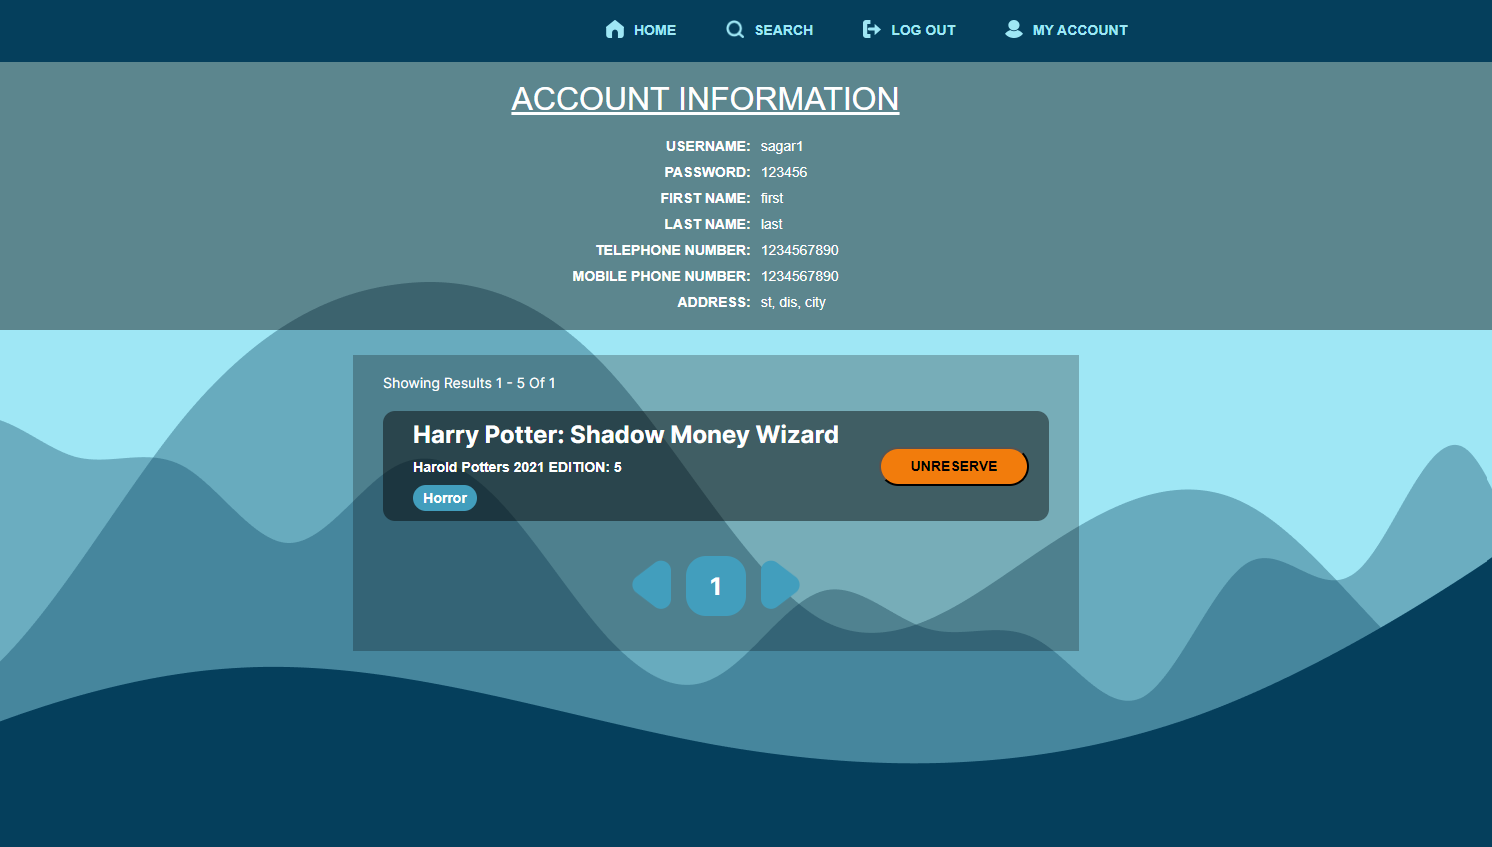 HOME SEARCH LOG OUT MY ACCOUNT
ACCOUNT INFORMATION
USERNAME: sagar1
PASSWORD: 123456
FIRST NAME: first
LAST NAME: last
TELEPHONE NUMBER: 1234567890
MOBILE PHONE NUMBER: 1234567890
ADDRESS: st, dis, city
Showing Results 1 - 5 Of 1
Harry Potter: Shadow Money Wizard
Harold Potters 2021 EDITION: 5
UNRESERVE
Horror
1